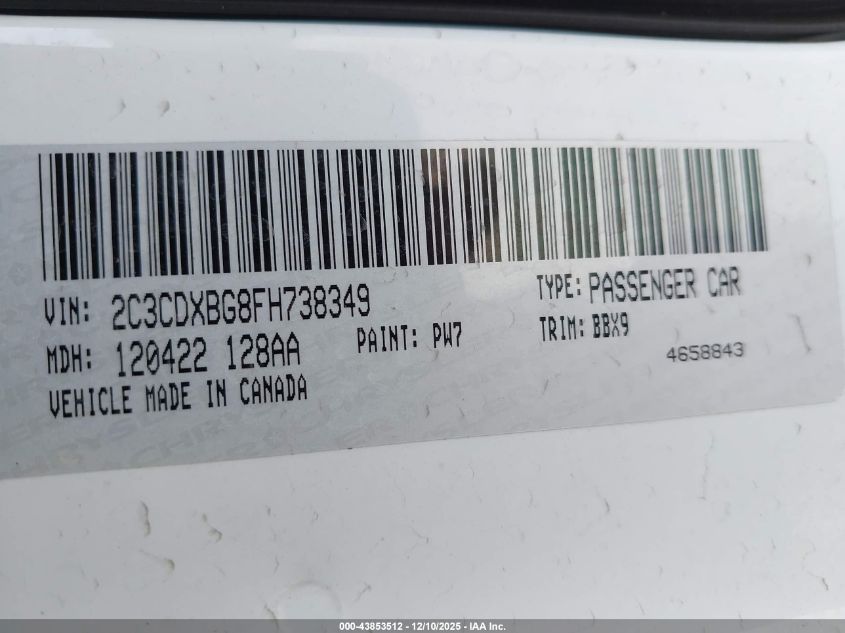 VIN: 2C3CDXBG8FH738349 TYPE: PASSENGER CAR
MDH: 120422 128AA PAINT: PW7 TRIM: BBX9
4658843
VEHICLE MADE IN CANADA
000-43853512 - 12/10/2025 - IAA Inc.